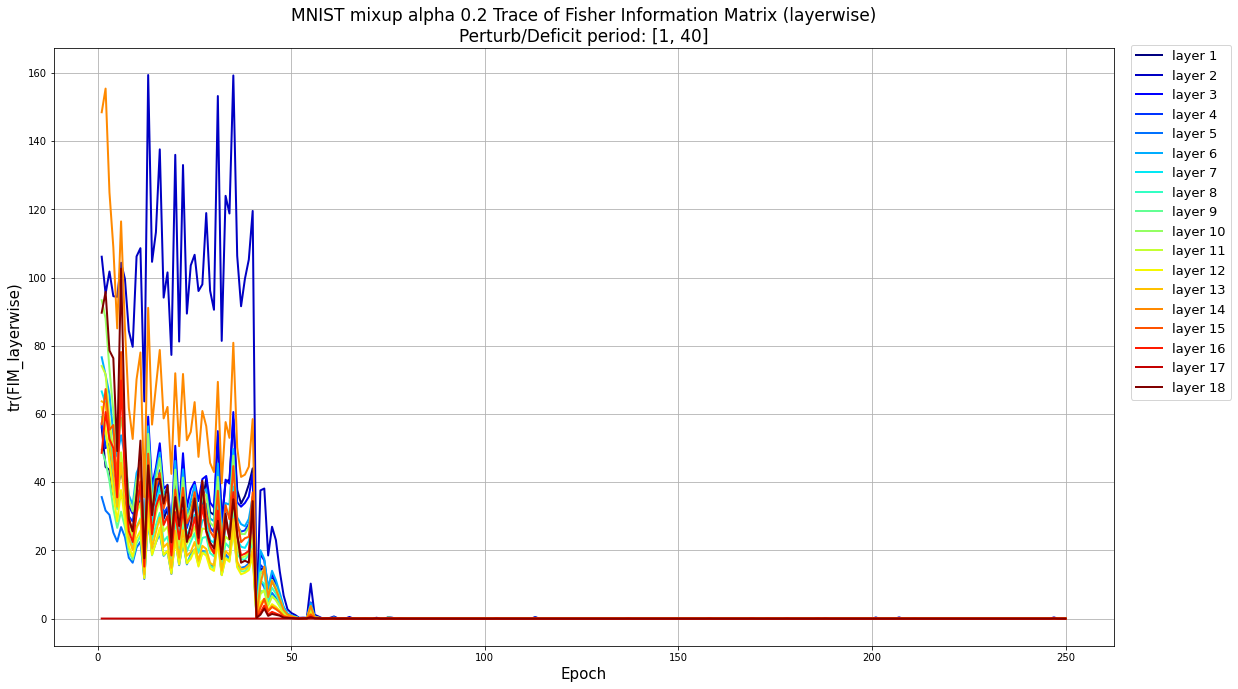 MNIST mixup alpha 0.2 Trace of Fisher Information Matrix (layerwise)
Perturb/Deficit period: [1, 40]
tr(FIM_layerwise)
160
140
120
100
80
60
40
20
0
0
50
100
150
200
250
Epoch
layer 1
layer 2
layer 3
layer 4
layer 5
layer 6
layer 7
layer 8
layer 9
layer 10
layer 11
layer 12
layer 13
layer 14
layer 15
layer 16
layer 17
layer 18